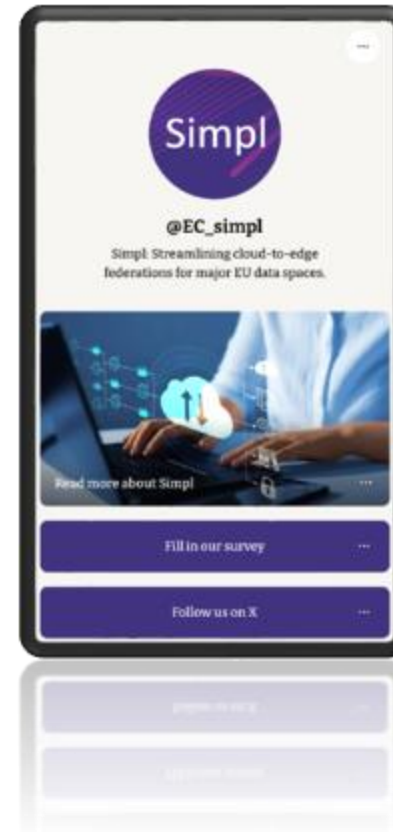 Simpl
@EC_simpl
Simpl: Streamlining cloud-to-edge
federations for major EU data spaces.
Read more about Simpl
Fill in our survey
Follow us on X